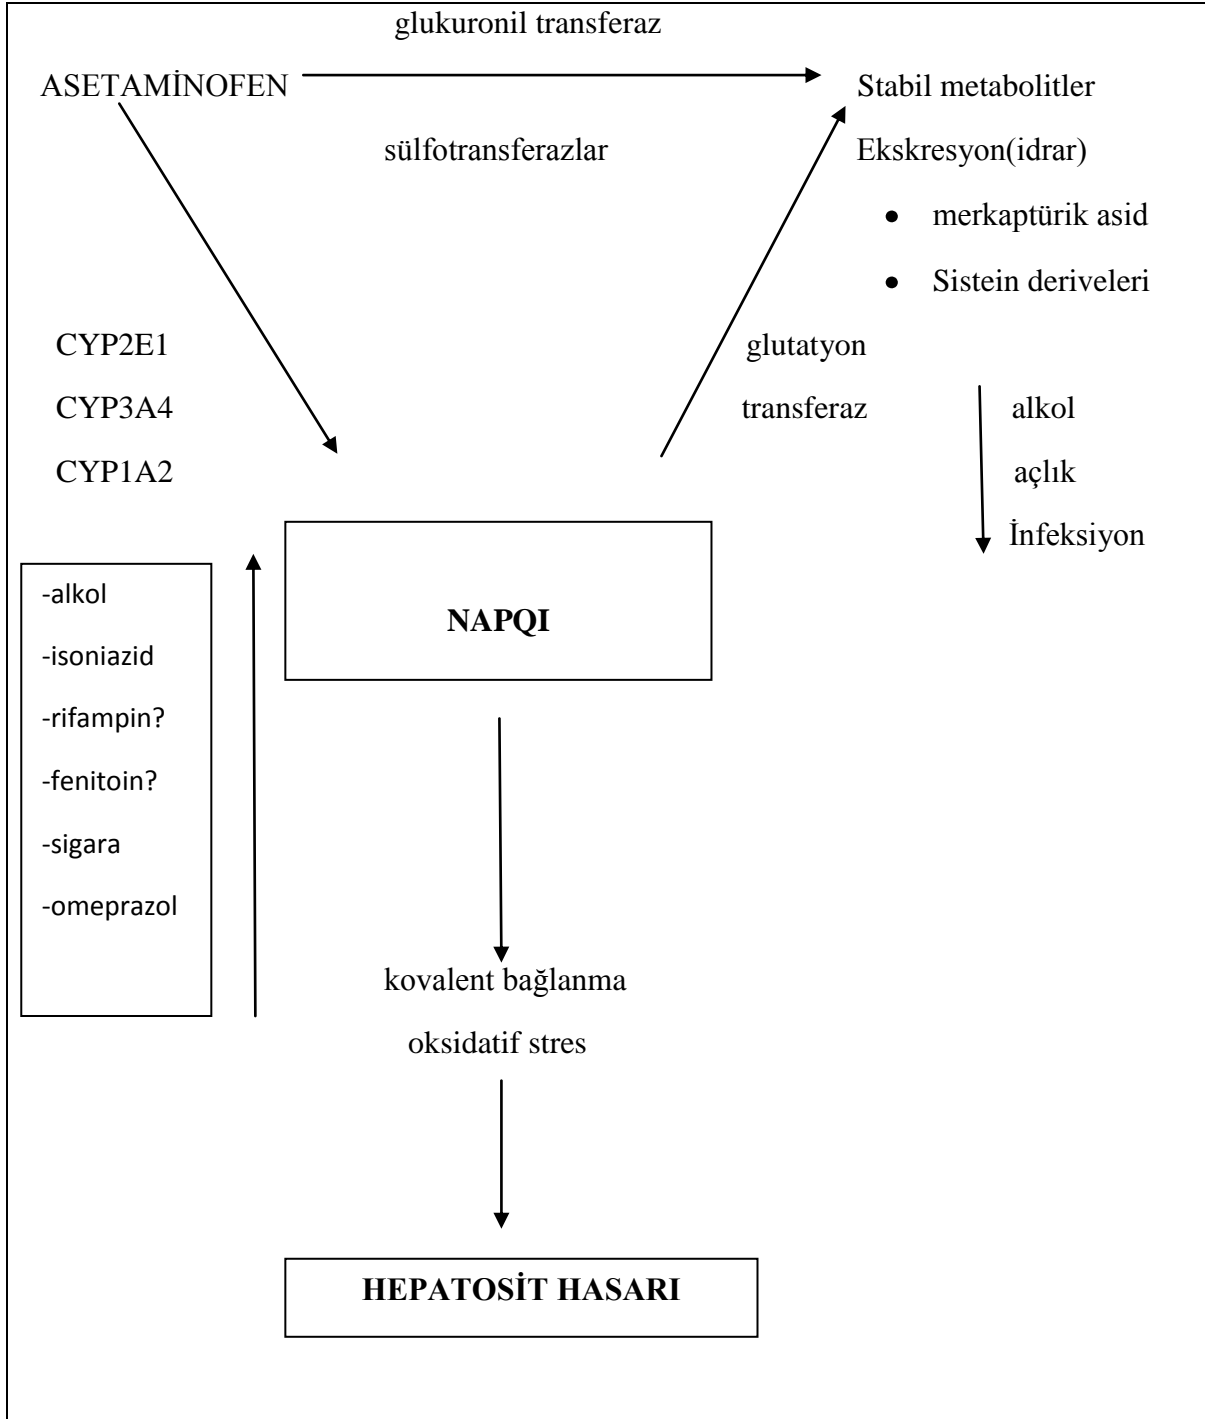 glukuronil transferaz
ASETAMİNOFEN
Stabil metabolitler
sülfotransferazlar
Ekskresyon(idrar)
• merkaptürik asid
• Sistein deriveleri
CYP2E1
glutatyon
CYP3A4
transferaz
alkol
CYP1A2
açlık
İnfeksiyon
-alkol
NAPQI
-isoniazid
-rifampin?
-fenitoin?
-sigara
-omeprazol
kovalent bağlanma
oksidatif stres
HEPATOSİT HASARI